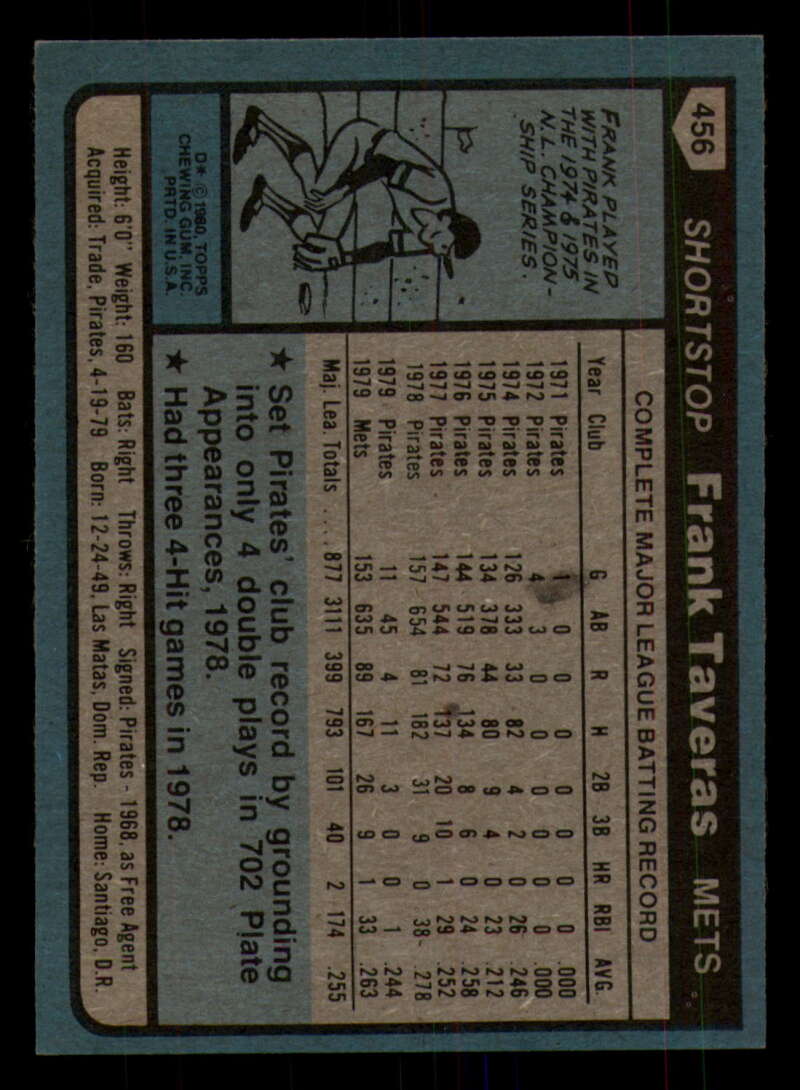 456
SHORTSTOP Frank Taveras METS
FRANK PLAYED
WITH PIRATES IN
THE 1974 & 1975
N.L. CHAMPION-
SHIP SERIES.
D* © 1980, TOPPS
CHEWING GUM, INC.
PRTD. IN U.S.A.
COMPLETE MAJOR LEAGUE BATTING RECORD
Year Club G AB R H 2B 3B HR RBI AVG.
1971 Pirates 1 0 0 0 0 0 0 0 .000
1972 Pirates 4 3 0 0 0 0 0 0 .000
1974 Pirates 126 333 33 82 4 2 0 26 .246
1975 Pirates 134 378 44 80 9 4 0 23 .212
1976 Pirates 144 519 76 134 8 6 0 24 .258
1977 Pirates 147 544 72 137 20 10 1 29 .252
1978 Pirates 157 654 81 182 31 9 0 38 .278
1979 Pirates 11 45 4 11 3 0 0 1 .244
1979 Mets 153 635 89 167 26 9 1 33 .263
Maj. Lea Totals .... 877 3111 399 793 101 40 2 174 .255
★ Set Pirates' club record by grounding
into only 4 double plays in 702 Plate
Appearances, 1978.
★ Had three 4-Hit games in 1978.
Height: 6'0" Weight: 160 Bats: Right Throws: Right Signed: Pirates - 1968, as Free Agent
Acquired: Trade, Pirates, 4-19-79 Born: 12-24-49, Las Matas, Dom. Rep. Home: Santiago, D.R.